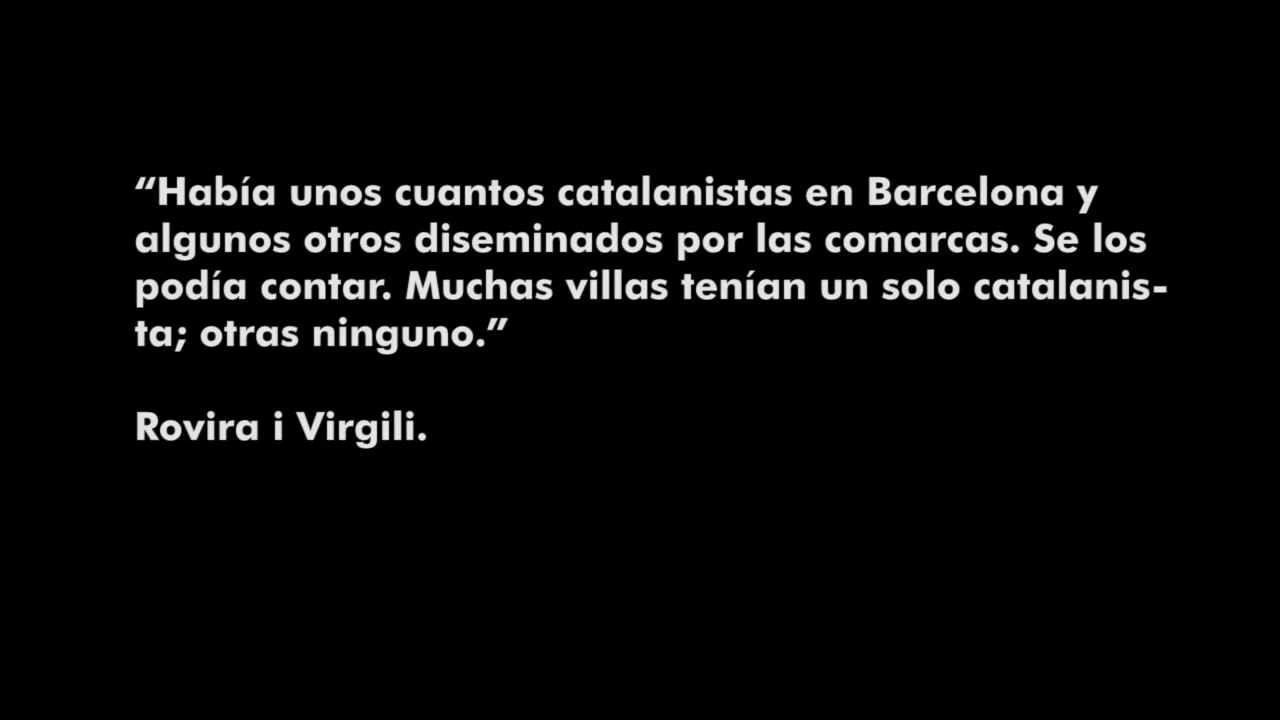 “Había unos cuantos catalanistas en Barcelona y
algunos otros diseminados por las comarcas. Se los
podía contar. Muchas villas tenían un solo catalanis-
ta; otras ninguno.”
Rovira i Virgili.